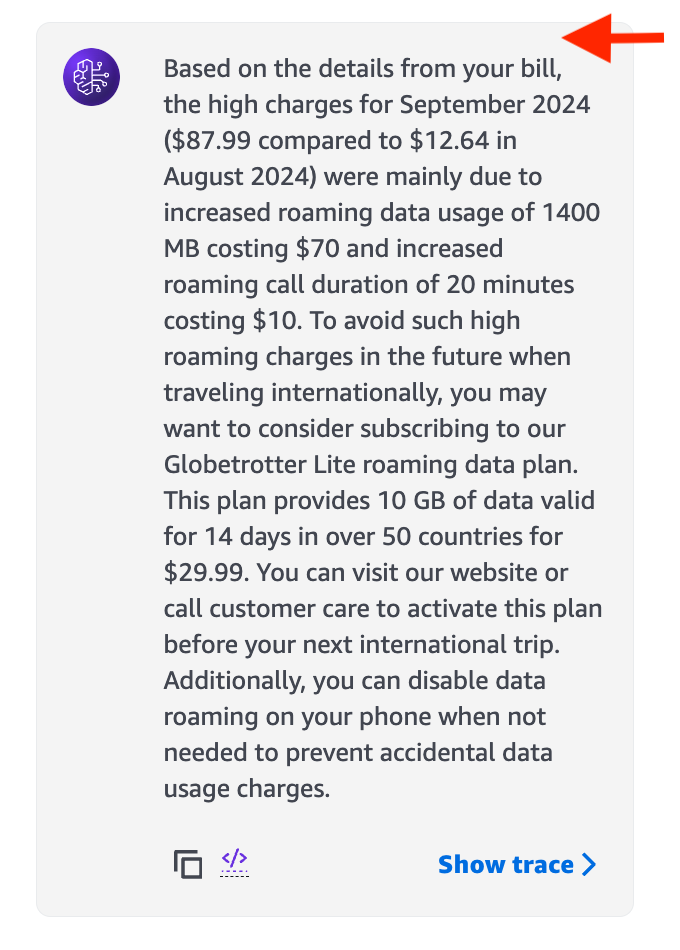 Based on the details from your bill,
the high charges for September 2024
($87.99 compared to $12.64 in
August 2024) were mainly due to
increased roaming data usage of 1400
MB costing $70 and increased
roaming call duration of 20 minutes
costing $10. To avoid such high
roaming charges in the future when
traveling internationally, you may
want to consider subscribing to our
Globetrotter Lite roaming data plan.
This plan provides 10 GB of data valid
for 14 days in over 50 countries for
$29.99. You can visit our website or
call customer care to activate this plan
before your next international trip.
Additionally, you can disable data
roaming on your phone when not
needed to prevent accidental data
usage charges.
</> Show trace